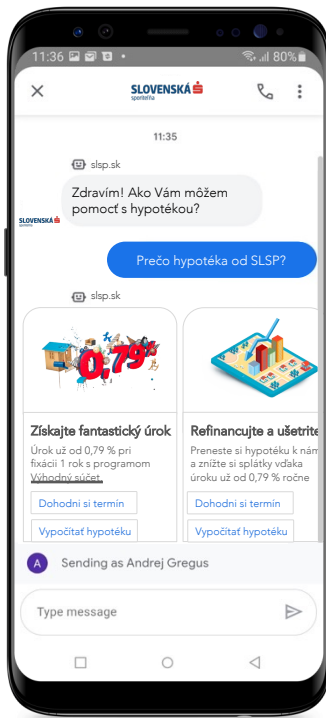 11:36
80%
SLOVENSKÁ
sporiteľňa
11:35
slsp.sk
Zdravím! Ako Vám môžem
pomocť s hypotékou?
SLOVENSKÁ
sporiteľňa
Prečo hypotéka od SLSP?
slsp.sk
0,79%
Získajte fantastický úrok
Úrok už od 0,79 % pri
fixácii 1 rok s programom
Výhodný súčet.
Dohodni si termín
Vypočítať hypotéku
Refinancujte a ušetrite
Preneste si hypotéku k nám
a znížte si splátky vďaka
úroku už od 0,79 % ročne
Dohodni si termín
Vypočítať hypotéku
A
Sending as Andrej Gregus
Type message